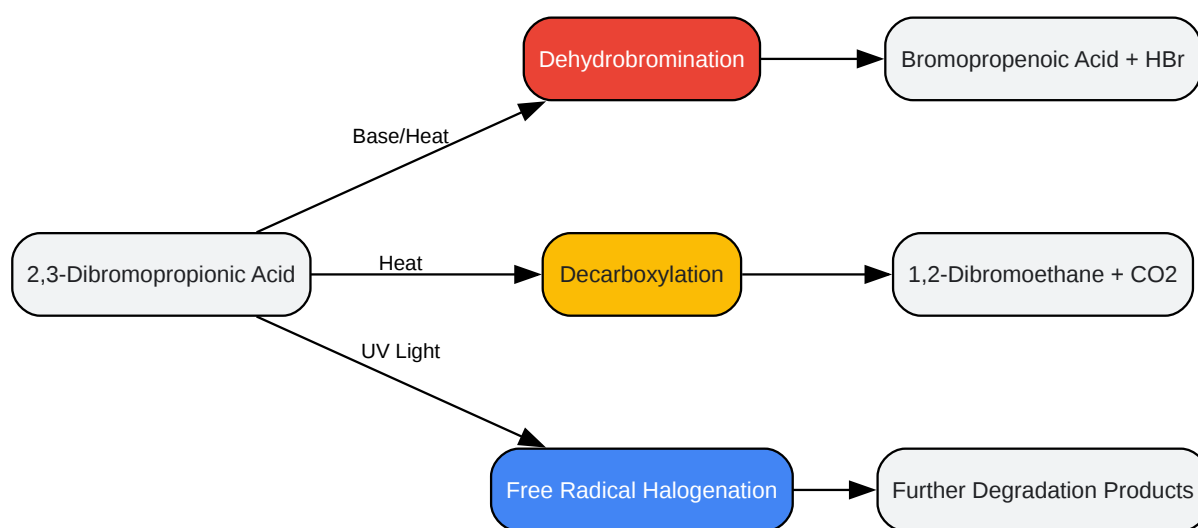 Dehydrobromination
Bromopropenoic Acid + HBr
Base/Heat
2,3-Dibromopropionic Acid
Heat
Decarboxylation
1,2-Dibromoethane + CO2
UV Light
Free Radical Halogenation
Further Degradation Products